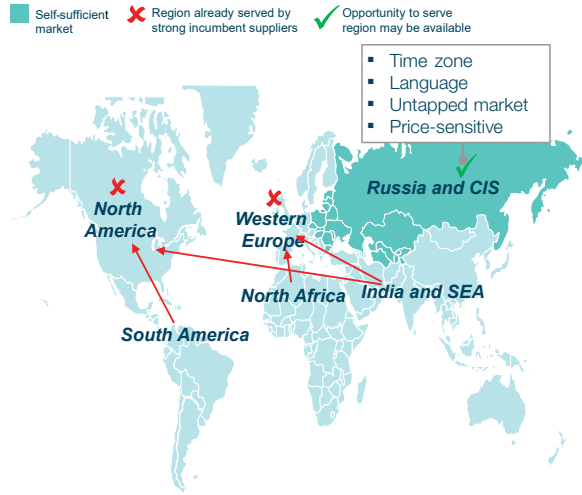 Self-sufficient
market
Region already served by
strong incumbent suppliers
Opportunity to serve
region may be available
▪ Time zone
▪ Language
▪ Untapped market
▪ Price-sensitive
Russia and CIS
North
America
Western
Europe
North Africa
India and SEA
South America